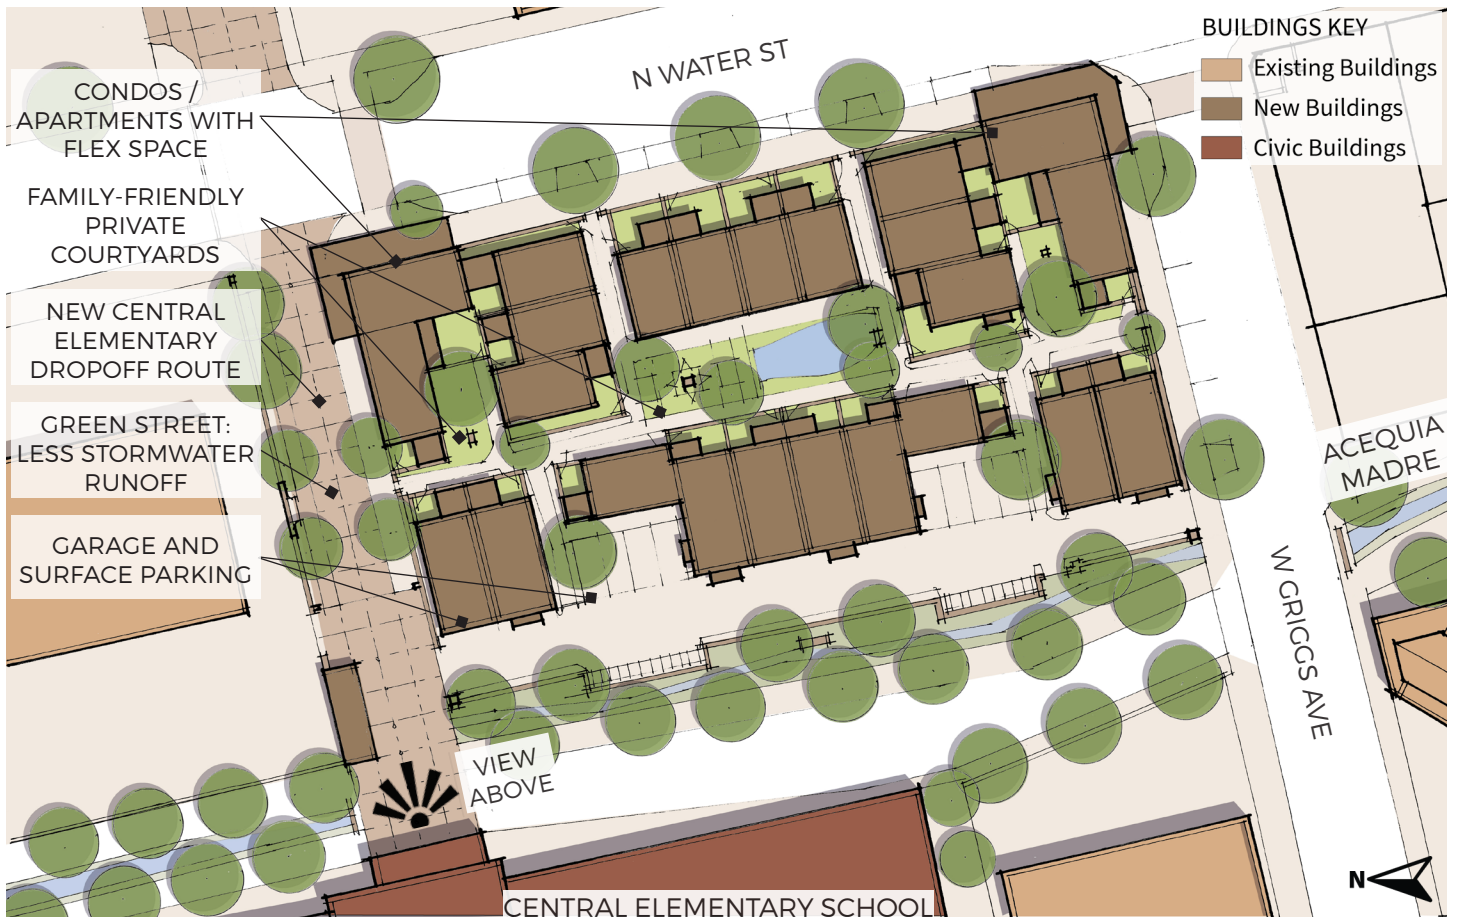 N WATER ST
BUILDINGS KEY
Existing Buildings
New Buildings
Civic Buildings
CONDOS /
APARTMENTS WITH
FLEX SPACE
FAMILY-FRIENDLY
PRIVATE
COURTYARDS
NEW CENTRAL
ELEMENTARY
DROPOFF ROUTE
GREEN STREET:
LESS STORMWATER
RUNOFF
GARAGE AND
SURFACE PARKING
ACEQUIA
MADRE
W GRIGGS AVE
VIEW
ABOVE
N
CENTRAL ELEMENTARY SCHOOL